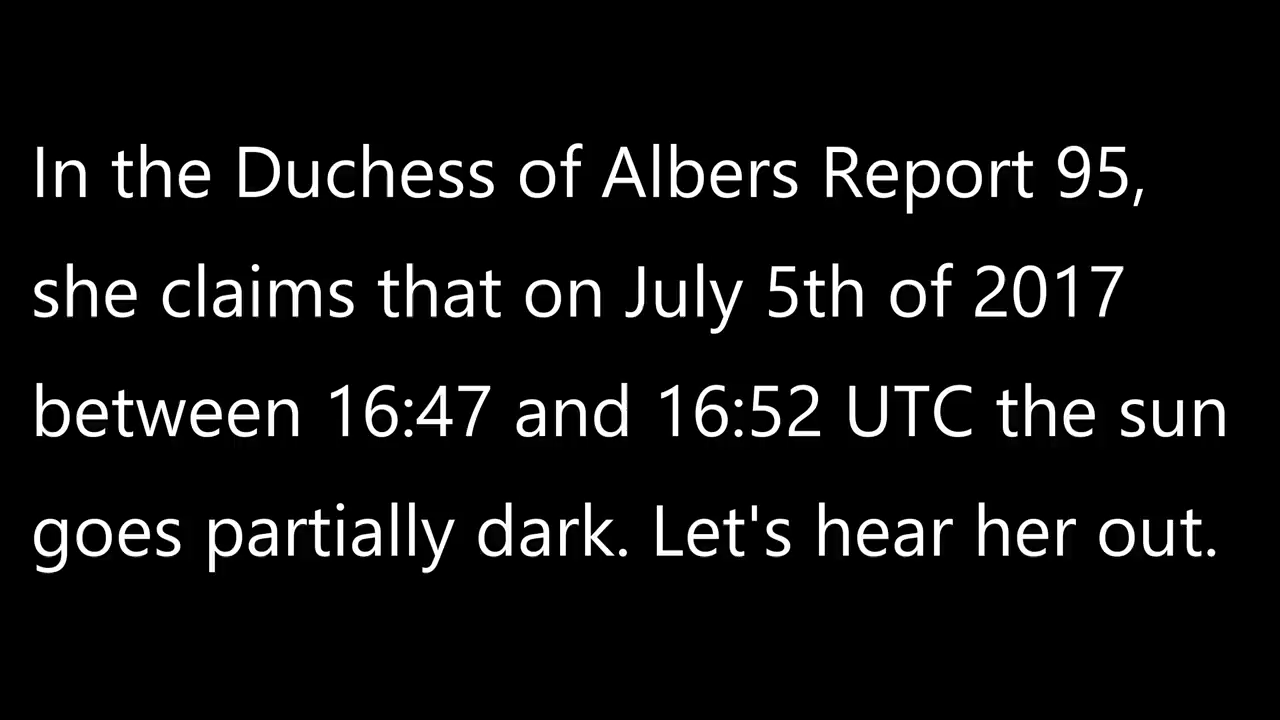 In the Duchess of Albers Report 95,
she claims that on July 5th of 2017
between 16:47 and 16:52 UTC the sun
goes partially dark. Let's hear her out.